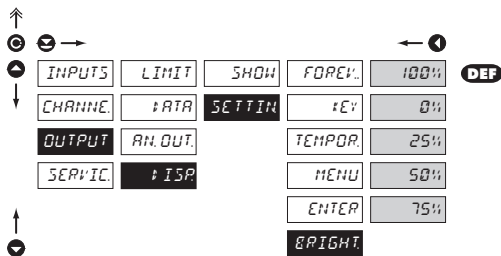 INPUTS LIMIT SHOW FOREV.. 100% DEF
CHANNE. DATA SETTIN. KEY 0%
OUTPUT AN. OUT. TEMPOR. 25%
SERVIC. DISP. MENU 50%
ENTER 75%
BRIGHT.